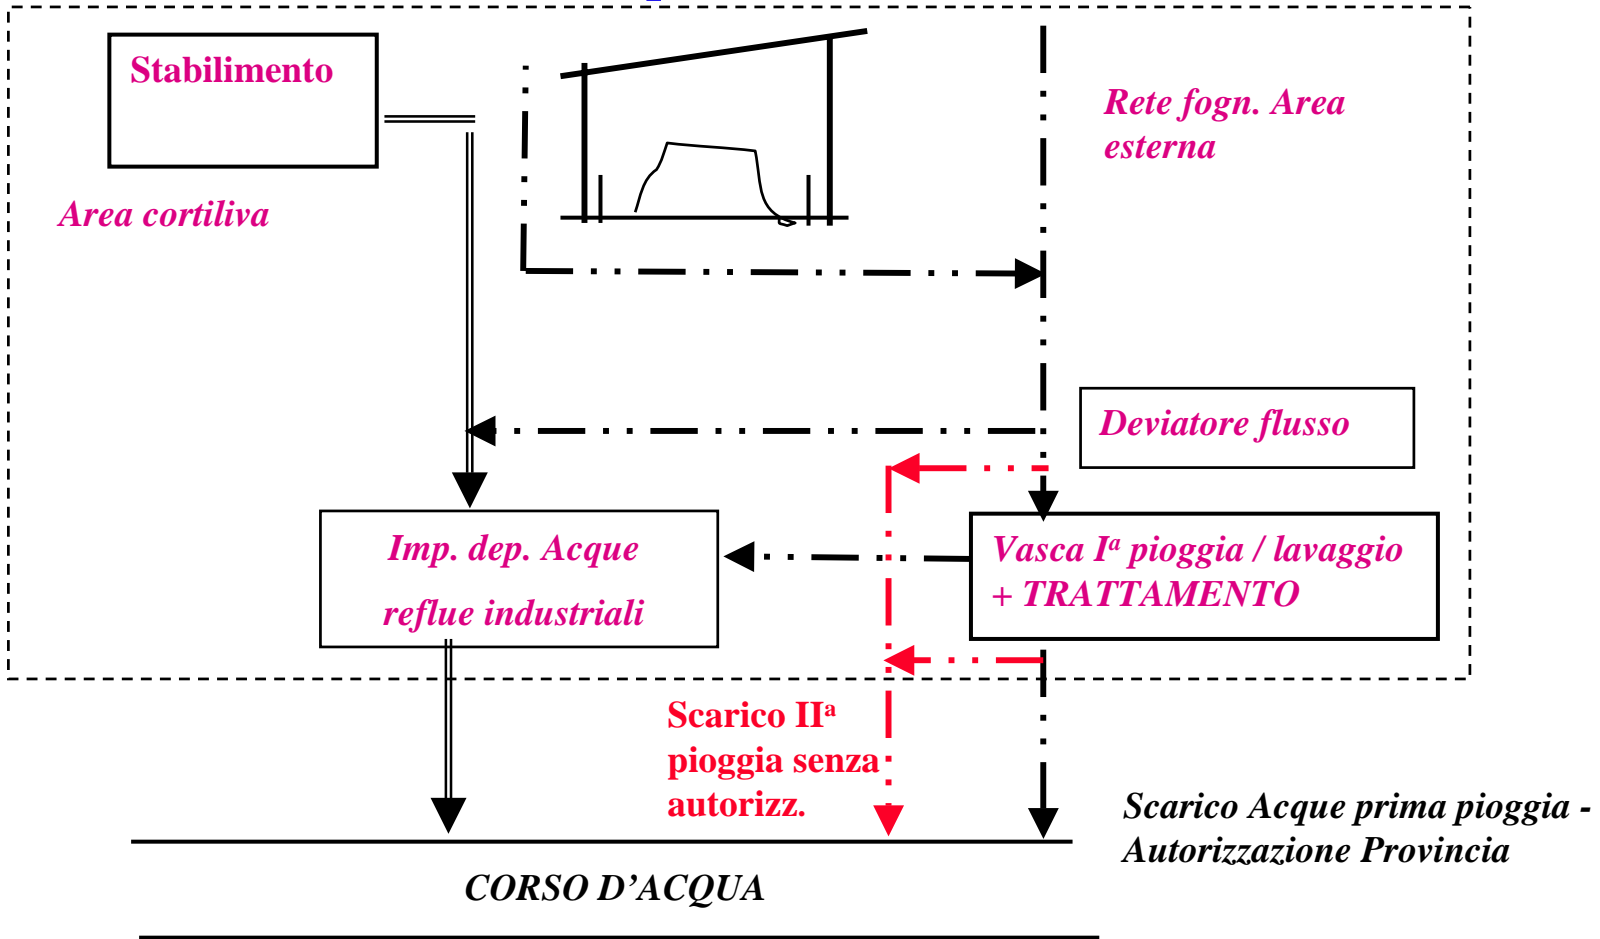 Stabilimento
Rete fogn. Area
esterna
Area cortiliva
Deviatore flusso
Imp. dep. Acque
reflue industriali
Vasca Iª pioggia / lavaggio
+ TRATTAMENTO
Scarico IIª
pioggia senza
autorizz.
Scarico Acque prima pioggia -
Autorizzazione Provincia
CORSO D’ACQUA